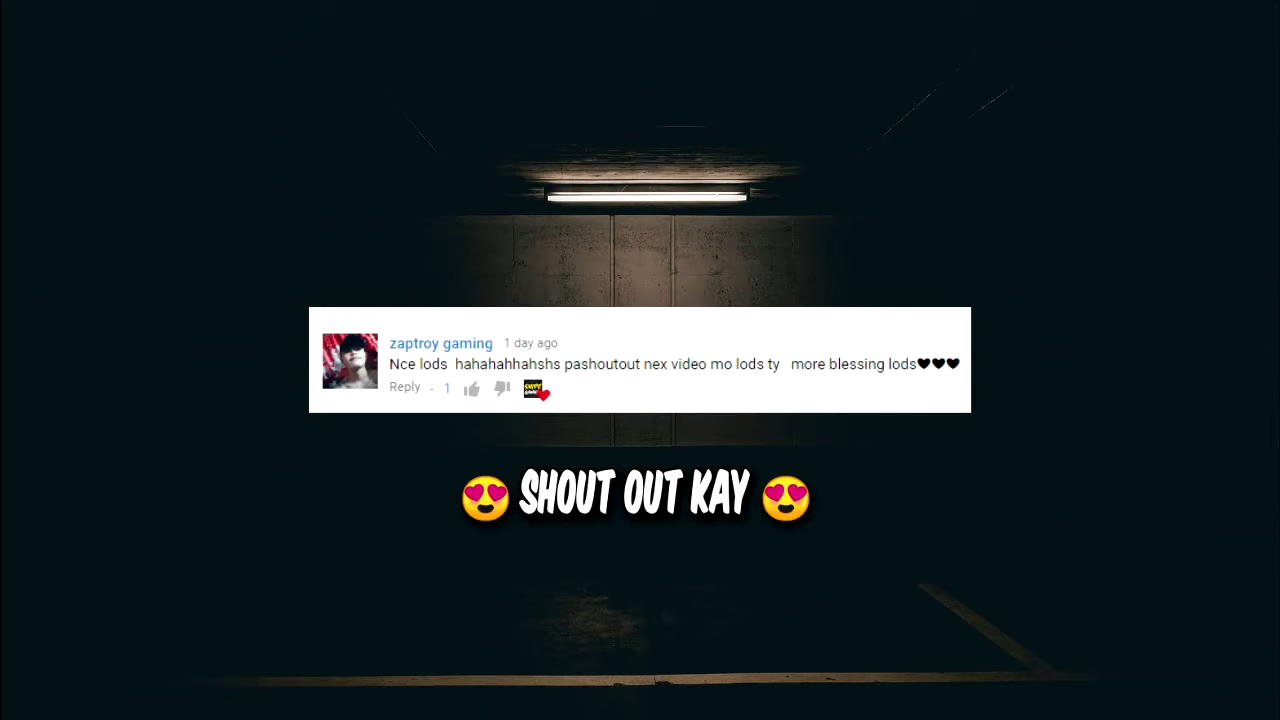 zaptroy gaming 1 day ago
Nce lods hahahahhahshs pashoutout nex video mo lods ty more blessing lods🖤🖤🖤
Reply · 1
😍 SHOUT OUT KAY 😍